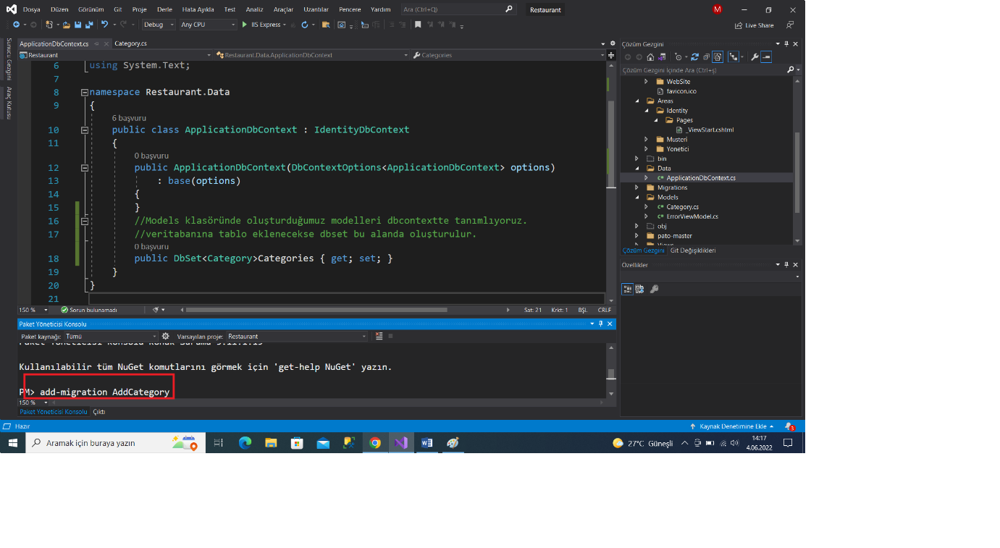 Dosya Düzen Görünüm Git Proje Derle Hata Ayıkla Test Analiz Araçlar Uzantılar Pencere Yardım Ara (Ctrl+Q) Restaurant M
Debug Any CPU IIS Express Live Share
Sunucu Gezgini
Araç Kutusu
ApplicationDbContext.cs Category.cs
Restaurant Restaurant.Data.ApplicationDbContext Categories
6 using System.Text;
7
8 namespace Restaurant.Data
9 {
6 başvuru
10 public class ApplicationDbContext : IdentityDbContext
11 {
0 başvuru
12 public ApplicationDbContext(DbContextOptions<ApplicationDbContext> options)
13 : base(options)
14 {
15 }
16 //Models klasöründe oluşturduğumuz modelleri dbcontextte tanımlıyoruz.
17 //veritabanına tablo eklenecekse dbset bu alanda oluşturulur.
0 başvuru
18 public DbSet<Category>Categories { get; set; }
19 }
20 }
21
150 % Sorun bulunamadı Sat: 21 Krkt: 1 BŞL CRLF
Paket Yöneticisi Konsolu
Paket kaynağı: Tümü Varsayılan proje: Restaurant
Kullanılabilir tüm NuGet komutlarını görmek için 'get-help NuGet' yazın.
PM> add-migration AddCategory
150 %
Paket Yöneticisi Konsolu Çıktı
Çözüm Gezgini
Çözüm Gezgini İçinde Ara (Ctrl+ş)
WebSite
favicon.ico
Areas
Identity
Pages
_ViewStart.cshtml
Musteri
Yonetici
bin
Data
C# ApplicationDbContext.cs
Migrations
Models
C# Category.cs
C# ErrorViewModel.cs
obj
pato-master
Views
Çözüm Gezgini Git Değişiklikleri
Özellikler
Hazır Kaynak Denetimine Ekle 3
Aramak için buraya yazın 27°C Güneşli 14:17
4.06.2022